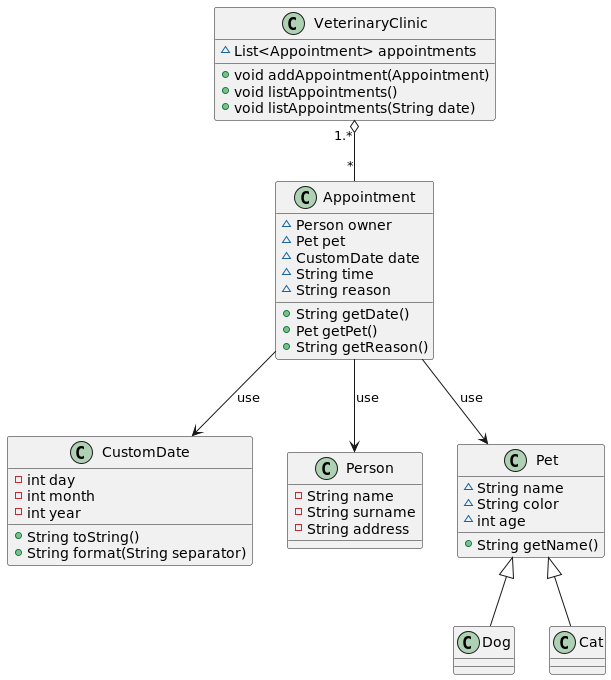 C VeterinaryClinic
List<Appointment> appointments
void addAppointment(Appointment)
void listAppointments()
void listAppointments(String date)
1.*
*
C Appointment
Person owner
Pet pet
CustomDate date
String time
String reason
String getDate()
Pet getPet()
String getReason()
use
use
use
C CustomDate
int day
int month
int year
String toString()
String format(String separator)
C Person
String name
String surname
String address
C Pet
String name
String color
int age
String getName()
C Dog
C Cat